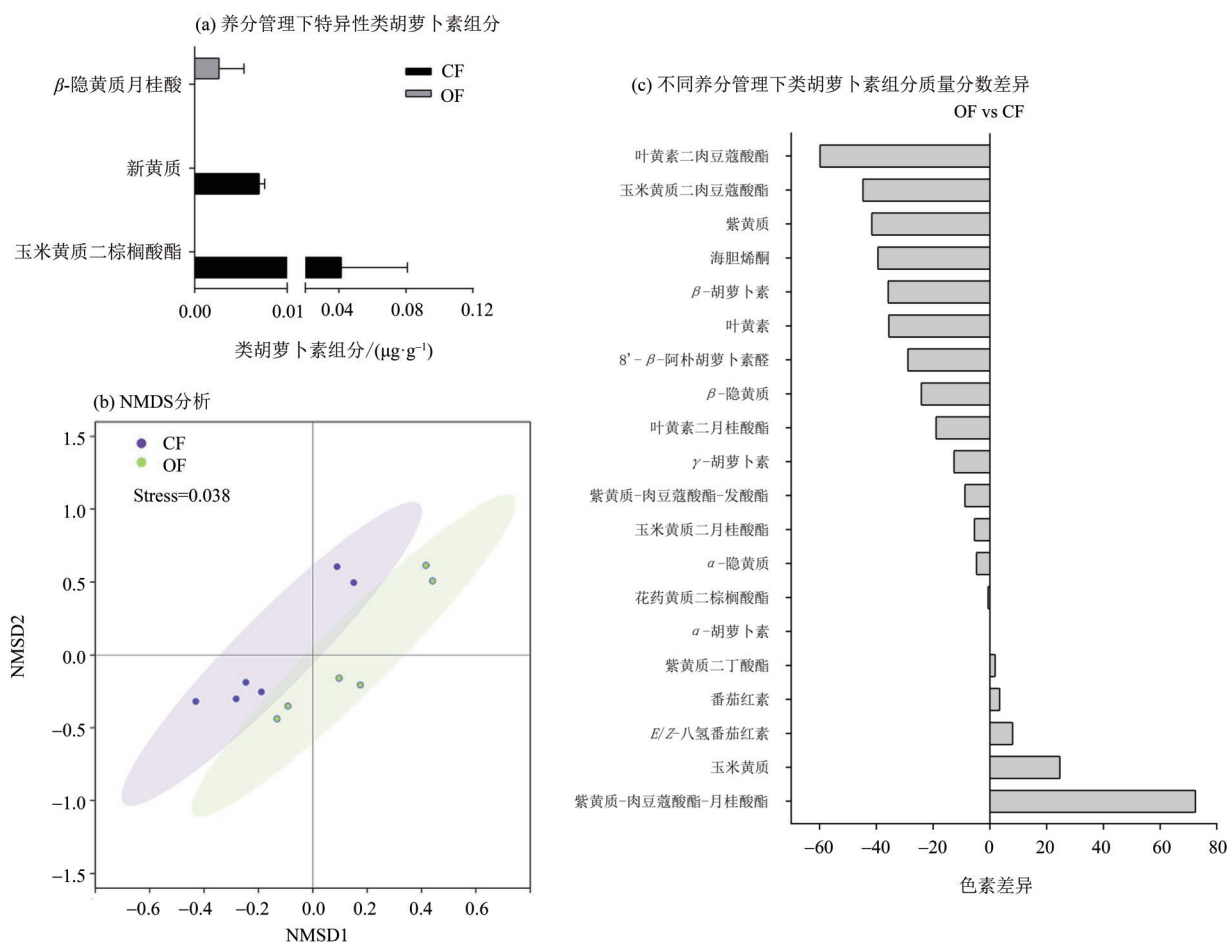 (a) 养分管理下特异性类胡萝卜素组分
CF
OF
β-隐黄质月桂酸
新黄质
玉米黄质二棕榈酸酯
0.00 0.01 0.04 0.08 0.12
类胡萝卜素组分/(μg·g⁻¹)
(b) NMDS分析
CF
OF
Stress=0.038
1.5
1.0
0.5
0.0
−0.5
−1.0
−1.5
NMSD2
−0.6 −0.4 −0.2 0.0 0.2 0.4 0.6
NMSD1
(c) 不同养分管理下类胡萝卜素组分质量分数差异
OF vs CF
叶黄素二肉豆蔻酸酯
玉米黄质二肉豆蔻酸酯
紫黄质
海胆烯酮
β-胡萝卜素
叶黄素
8'-β-阿朴胡萝卜素醛
β-隐黄质
叶黄素二月桂酸酯
γ-胡萝卜素
紫黄质-肉豆蔻酸酯-发酸酯
玉米黄质二月桂酸酯
α-隐黄质
花药黄质二棕榈酸酯
α-胡萝卜素
紫黄质二丁酸酯
番茄红素
E/Z-八氢番茄红素
玉米黄质
紫黄质-肉豆蔻酸酯-月桂酸酯
−60 −40 −20 0 20 40 60 80
色素差异